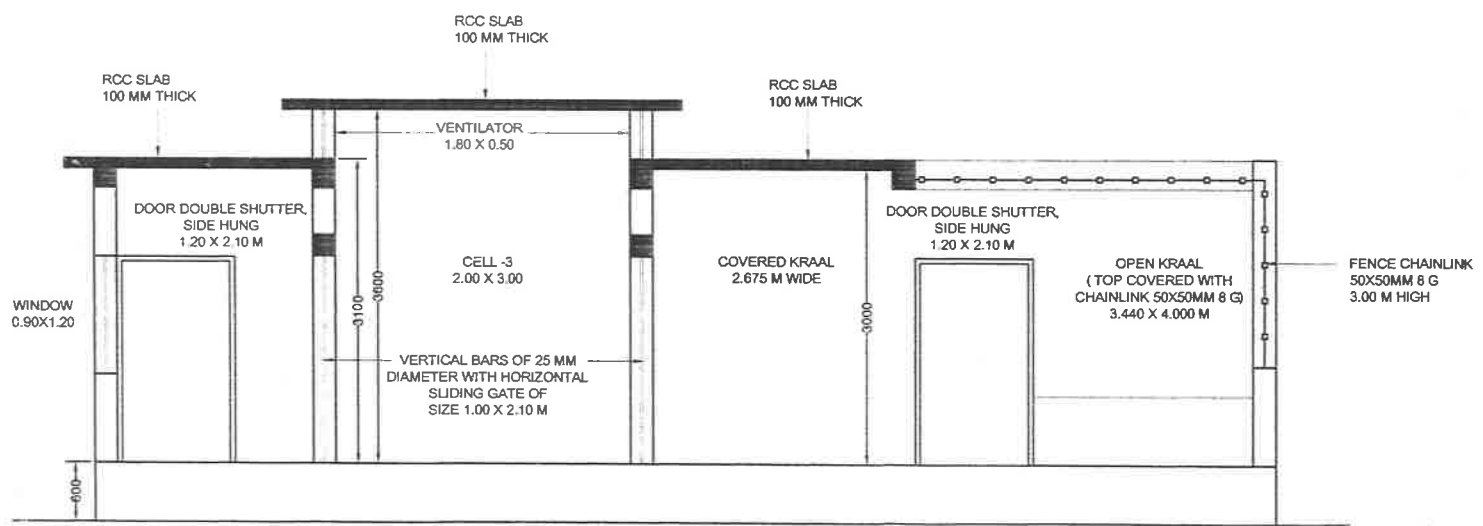 RCC SLAB
100 MM THICK
RCC SLAB
100 MM THICK
RCC SLAB
100 MM THICK
VENTILATOR
1.80 X 0.50
DOOR DOUBLE SHUTTER,
SIDE HUNG
1.20 X 2.10 M
WINDOW
0.90X1.20
3100
3600
CELL -3
2.00 X 3.00
VERTICAL BARS OF 25 MM
DIAMETER WITH HORIZONTAL
SLIDING GATE OF
SIZE 1.00 X 2.10 M
COVERED KRAAL
2.675 M WIDE
3000
DOOR DOUBLE SHUTTER,
SIDE HUNG
1.20 X 2.10 M
OPEN KRAAL
( TOP COVERED WITH
CHAINLINK 50X50MM 8 G)
3.440 X 4.000 M
FENCE CHAINLINK
50X50MM 8 G
3.00 M HIGH
600